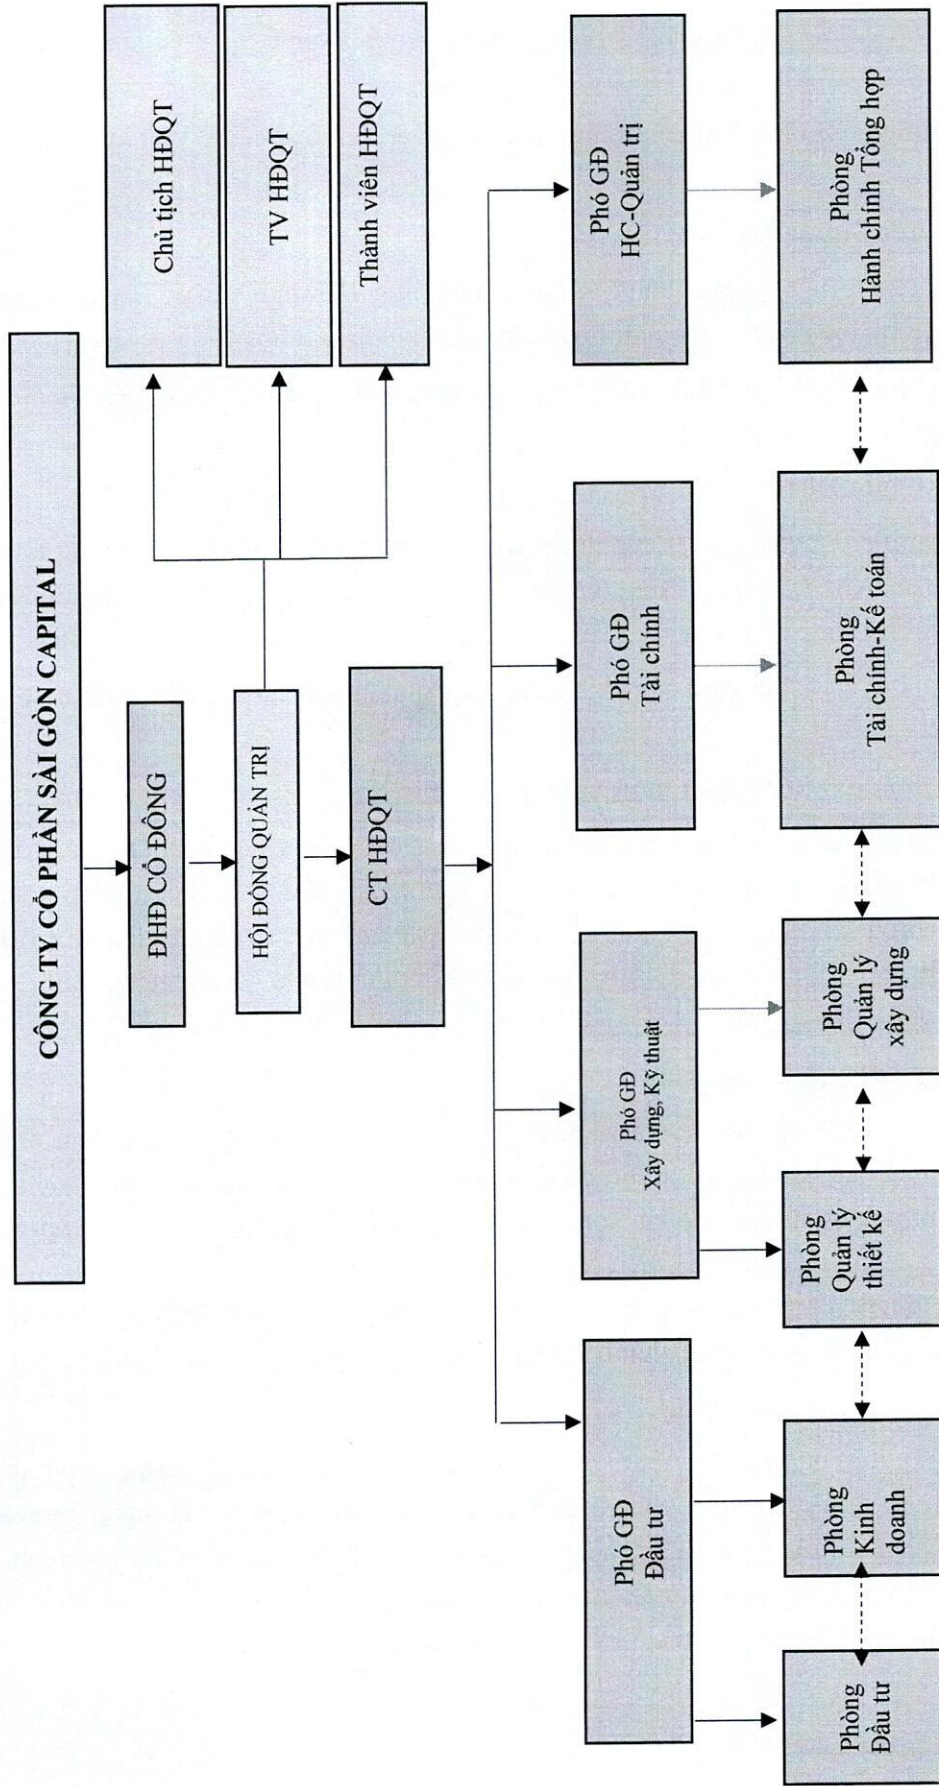 CÔNG TY CỔ PHẦN SÀI GÒN CAPITAL
ĐHĐ CỔ ĐÔNG
HỘI ĐỒNG QUẢN TRỊ
CT HĐQT
Chủ tịch HĐQT
TV HĐQT
Thành viên HĐQT
Phó GĐ
Đầu tư
Phó GĐ
Xây dựng, Kỹ thuật
Phó GĐ
Tài chính
Phó GĐ
HC-Quản trị
Phòng
Đầu tư
Phòng
Kinh
doanh
Phòng
Quản lý
thiết kế
Phòng
Quản lý
xây dựng
Phòng
Tài chính-Kế toán
Phòng
Hành chính Tổng hợp